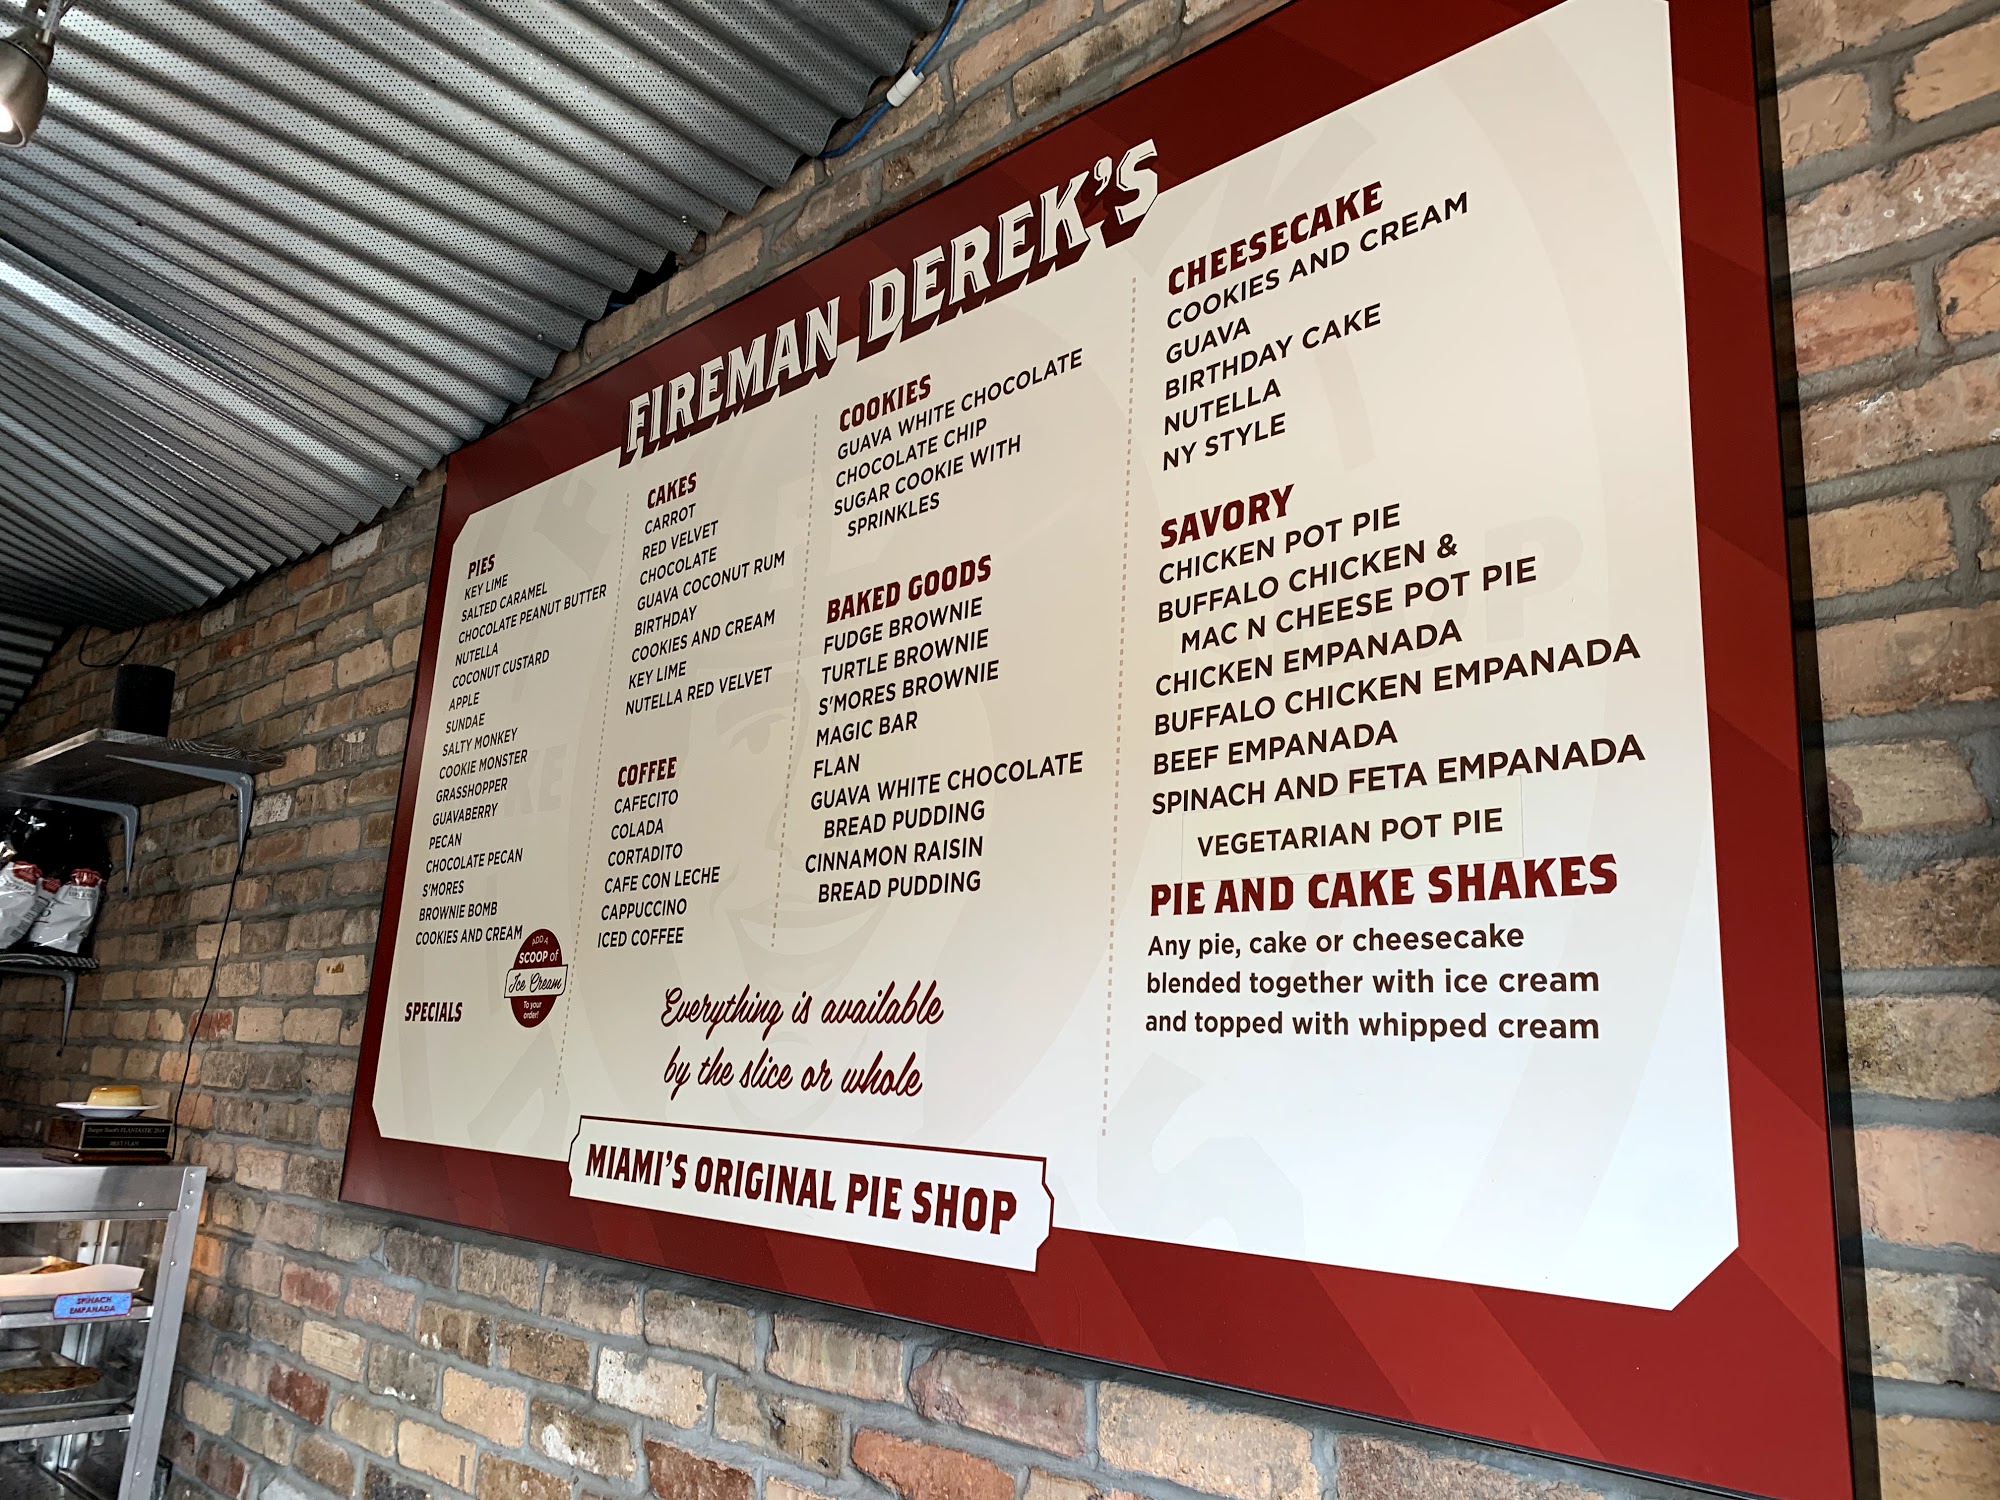 FIREMAN DEREK'S
PIES
KEY LIME
SALTED CARAMEL
CHOCOLATE PEANUT BUTTER
NUTELLA
COCONUT CUSTARD
APPLE
SUNDAE
SALTY MONKEY
COOKIE MONSTER
GRASSHOPPER
GUAVABERRY
PECAN
CHOCOLATE PECAN
S'MORES
BROWNIE BOMB
COOKIES AND CREAM
ADD A
SCOOP of
Ice Cream
To your
order!
SPECIALS
CAKES
CARROT
RED VELVET
CHOCOLATE
GUAVA COCONUT RUM
BIRTHDAY
COOKIES AND CREAM
KEY LIME
NUTELLA RED VELVET
COFFEE
CAFECITO
COLADA
CORTADITO
CAFE CON LECHE
CAPPUCCINO
ICED COFFEE
COOKIES
GUAVA WHITE CHOCOLATE
CHOCOLATE CHIP
SUGAR COOKIE WITH
SPRINKLES
BAKED GOODS
FUDGE BROWNIE
TURTLE BROWNIE
S'MORES BROWNIE
MAGIC BAR
FLAN
GUAVA WHITE CHOCOLATE
BREAD PUDDING
CINNAMON RAISIN
BREAD PUDDING
Everything is available
by the slice or whole
CHEESECAKE
COOKIES AND CREAM
GUAVA
BIRTHDAY CAKE
NUTELLA
NY STYLE
SAVORY
CHICKEN POT PIE
BUFFALO CHICKEN &
MAC N CHEESE POT PIE
CHICKEN EMPANADA
BUFFALO CHICKEN EMPANADA
BEEF EMPANADA
SPINACH AND FETA EMPANADA
VEGETARIAN POT PIE
PIE AND CAKE SHAKES
Any pie, cake or cheesecake
blended together with ice cream
and topped with whipped cream
MIAMI'S ORIGINAL PIE SHOP
BEST FLAN
SPINACH
EMPANADA